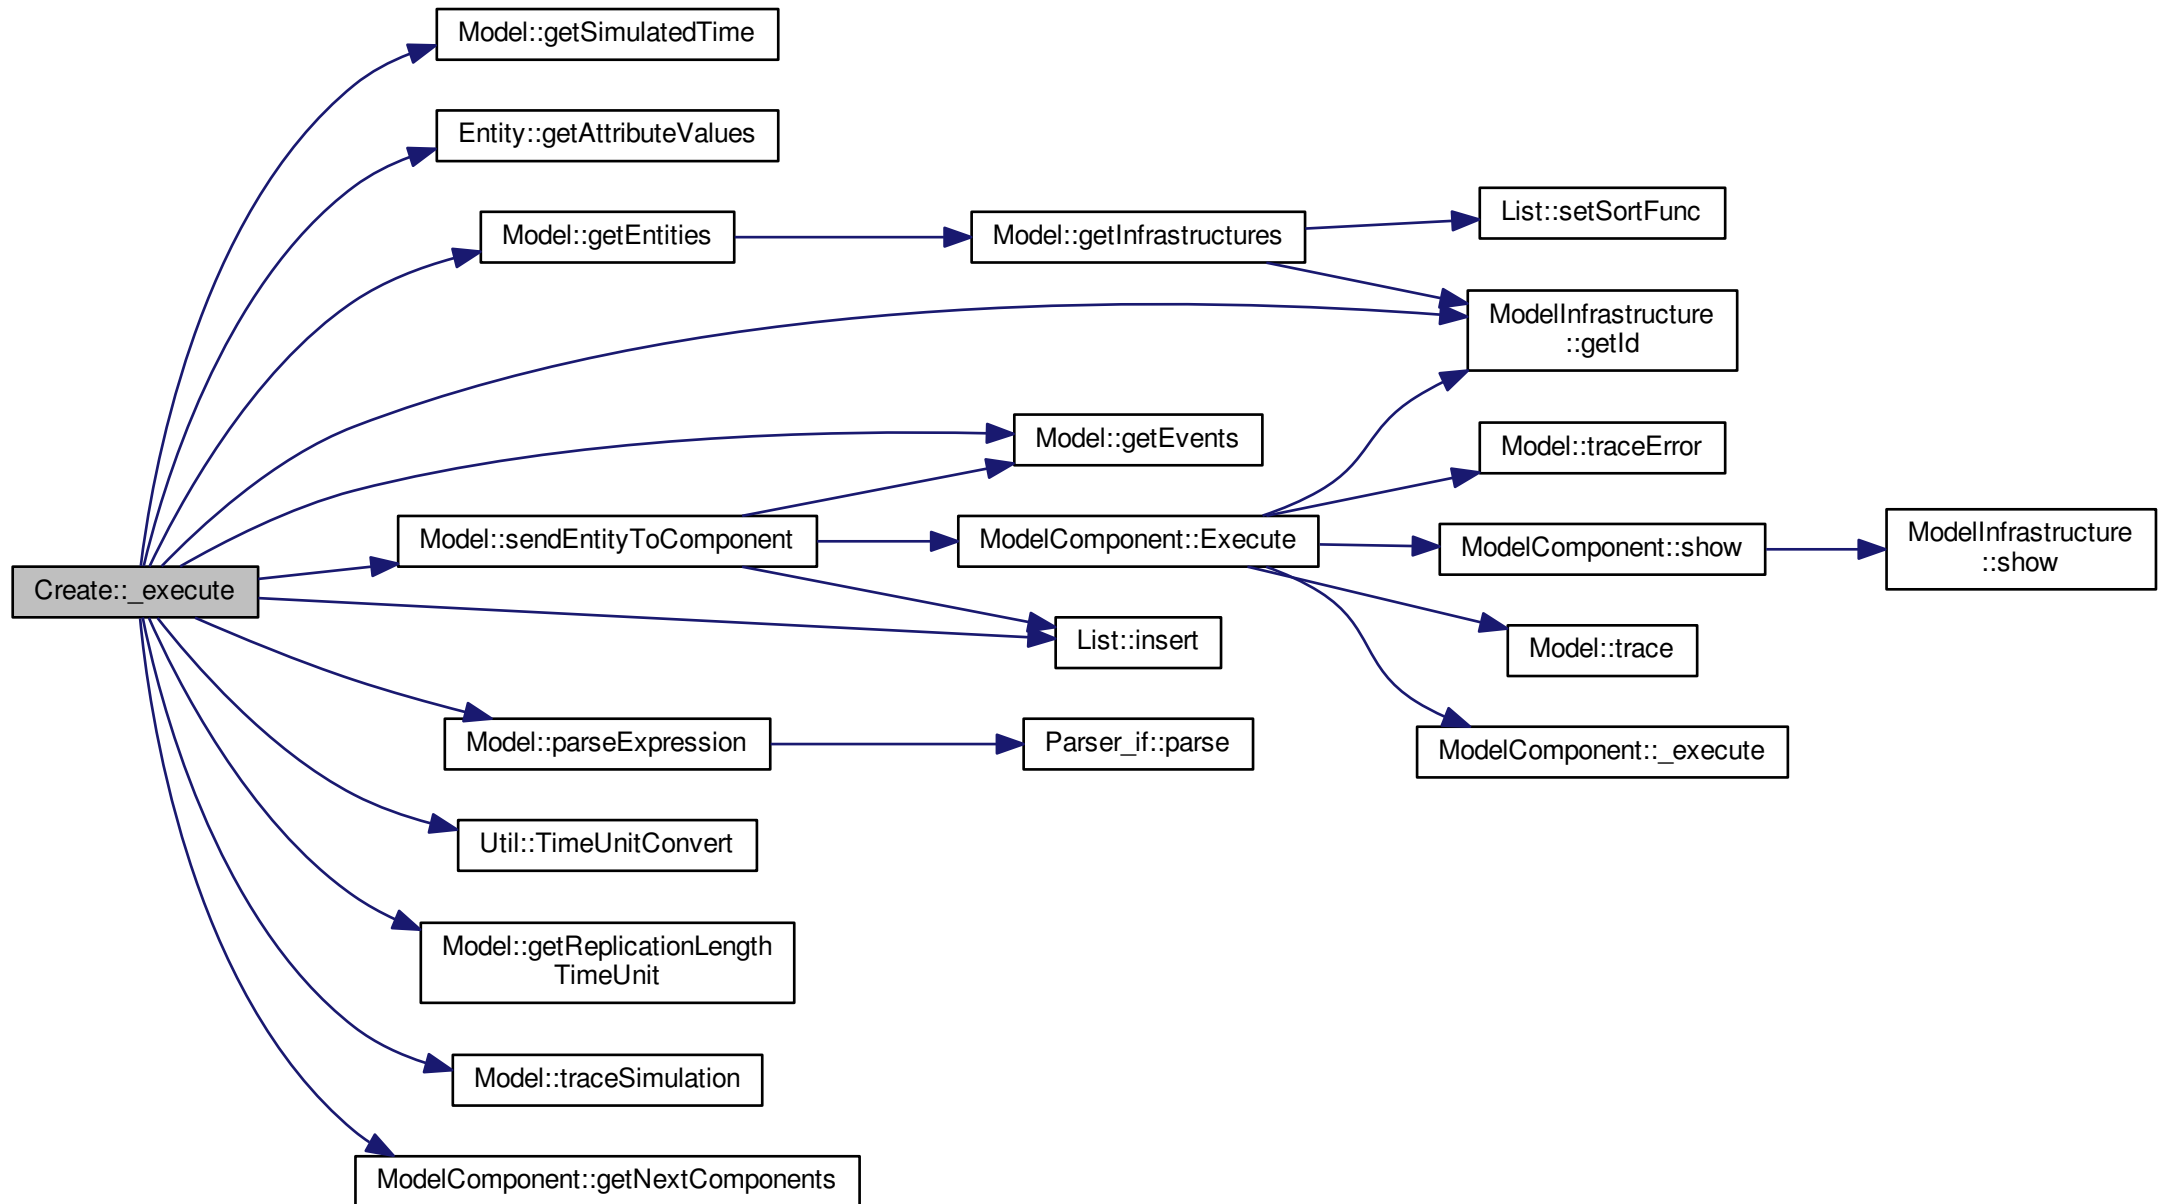 Model::getSimulatedTime
Entity::getAttributeValues
List::setSortFunc
Model::getEntities
Model::getInfrastructures
ModelInfrastructure
::getId
Model::getEvents
Model::traceError
Model::sendEntityToComponent
ModelComponent::Execute
ModelComponent::show
ModelInfrastructure
::show
Create::_execute
List::insert
Model::trace
Model::parseExpression
Parser_if::parse
ModelComponent::_execute
Util::TimeUnitConvert
Model::getReplicationLength
TimeUnit
Model::traceSimulation
ModelComponent::getNextComponents